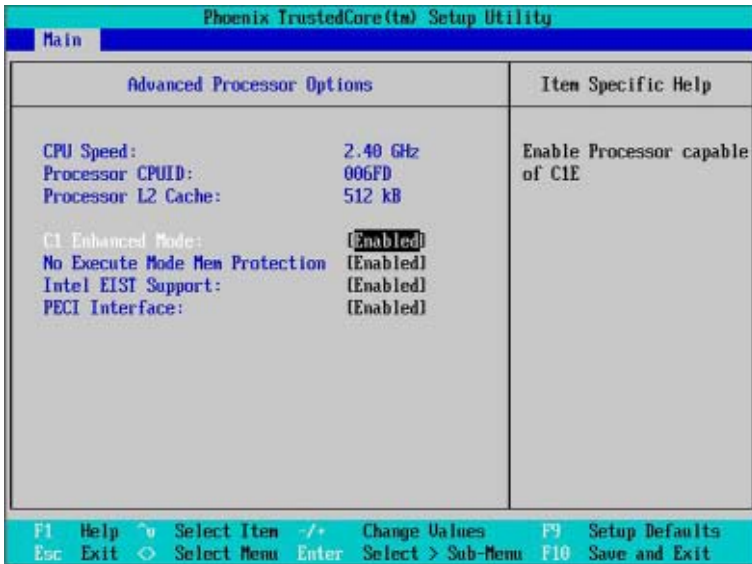 Phoenix TrustedCore(tm) Setup Utility
Main
Advanced Processor Options
Item Specific Help
CPU Speed: 2.40 GHz
Processor CPUID: 006FD
Processor L2 Cache: 512 kB
C1 Enhanced Mode: [Enabled]
No Execute Mode Mem Protection [Enabled]
Intel EIST Support: [Enabled]
PECI Interface: [Enabled]
Enable Processor capable
of C1E
F1 Help ^v Select Item -/+ Change Values F9 Setup Defaults
Esc Exit <> Select Menu Enter Select > Sub-Menu F10 Save and Exit